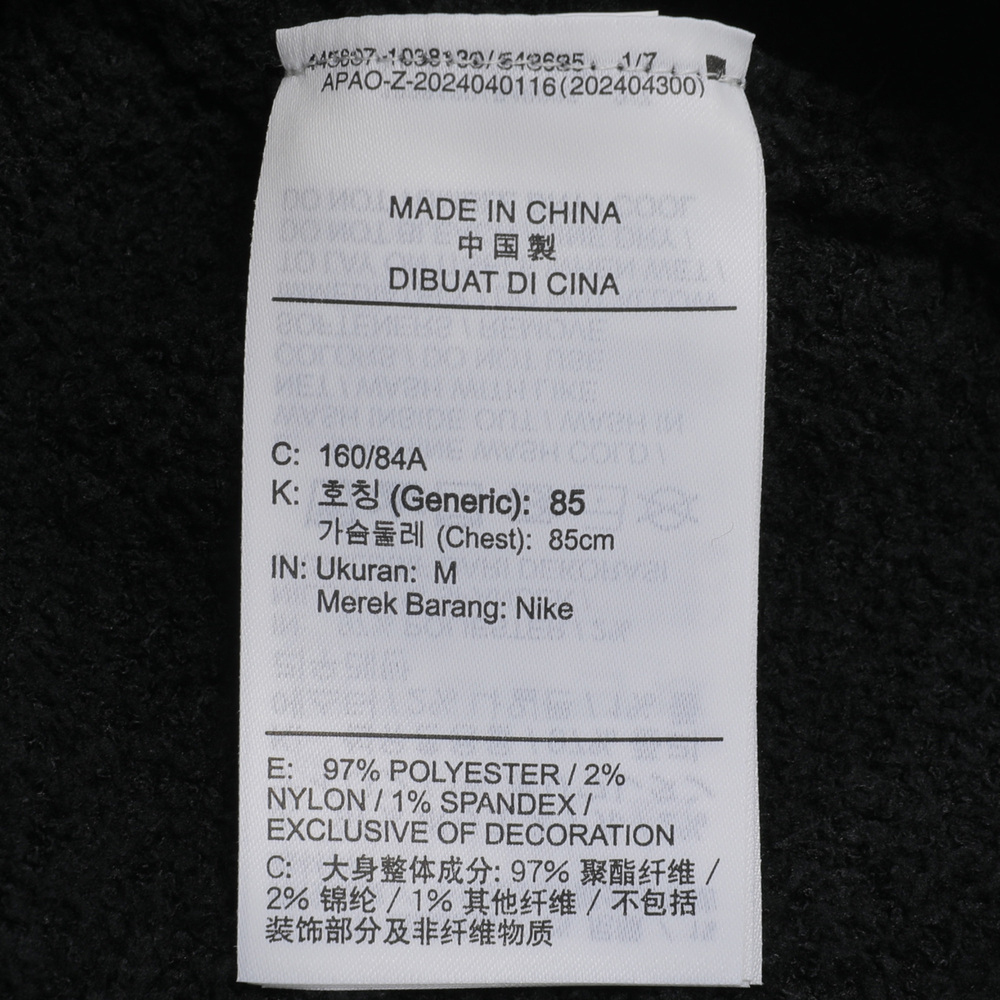 1/7
APAO-Z-2024040116(202404300)
MADE IN CHINA
中国製
DIBUAT DI CINA
C: 160/84A
K: 호칭 (Generic): 85
가슴둘레 (Chest): 85cm
IN: Ukuran: M
Merek Barang: Nike
E: 97% POLYESTER / 2%
NYLON / 1% SPANDEX /
EXCLUSIVE OF DECORATION
C: 大身整体成分: 97% 聚酯纤维 /
2% 锦纶 / 1% 其他纤维 / 不包括
装饰部分及非纤维物质